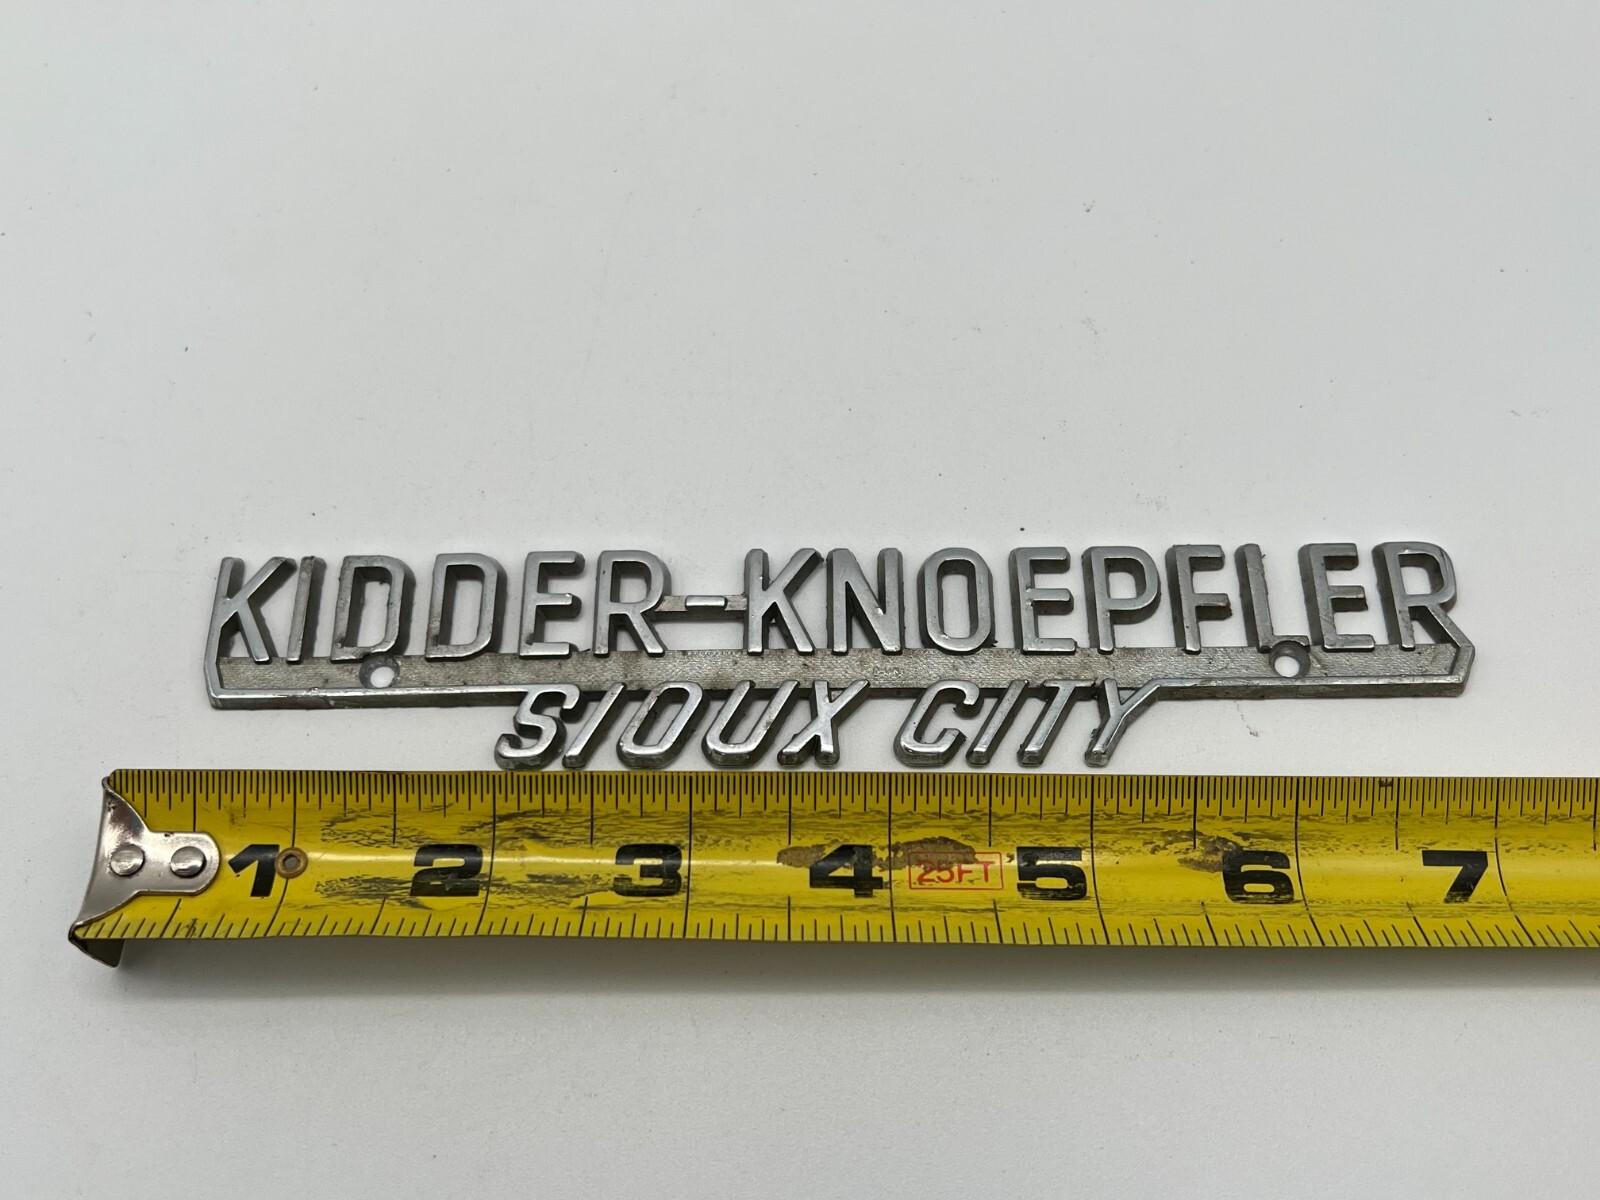 KIDDER-KNOEPFLER
SIOUX CITY
1 2 3 4 25FT 5 6 7